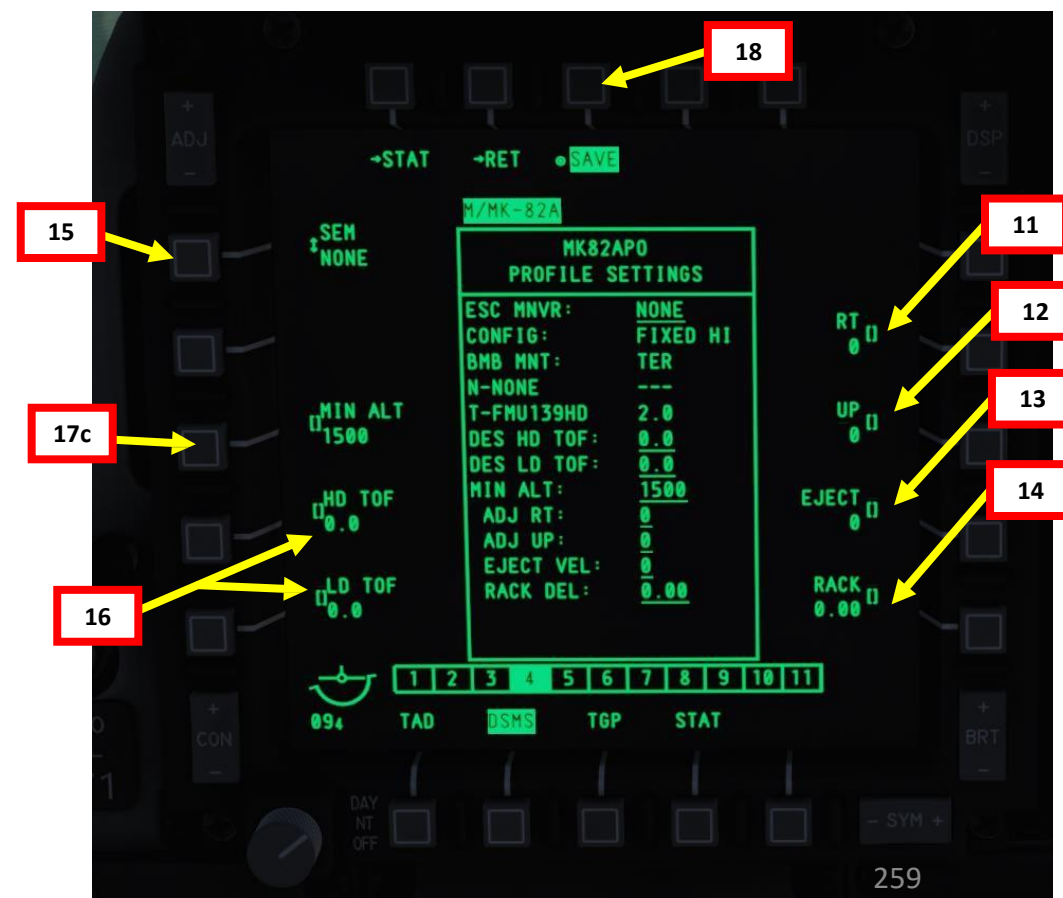 18
+
ADJ
-
+
DSP
-
→STAT →RET ●SAVE
M/MK-82A
15
11
↕SEM
NONE
MK82APO
PROFILE SETTINGS
ESC MNVR: NONE
CONFIG: FIXED HI
BMB MNT: TER
N-NONE ---
T-FMU139HD 2.0
DES HD TOF: 0.0
DES LD TOF: 0.0
MIN ALT: 1500
ADJ RT: 0
ADJ UP: 0
EJECT VEL: 0
RACK DEL: 0.00
RT []
0
12
[]MIN ALT
1500
17c
UP []
0
13
[]HD TOF
0.0
EJECT []
0
14
[]LD TOF
0.0
16
RACK []
0.00
1 2 3 4 5 6 7 8 9 10 11
094 TAD DSMS TGP STAT
+
CON
-
+
BRT
-
0
1
DAY
NT
OFF
- SYM +
259